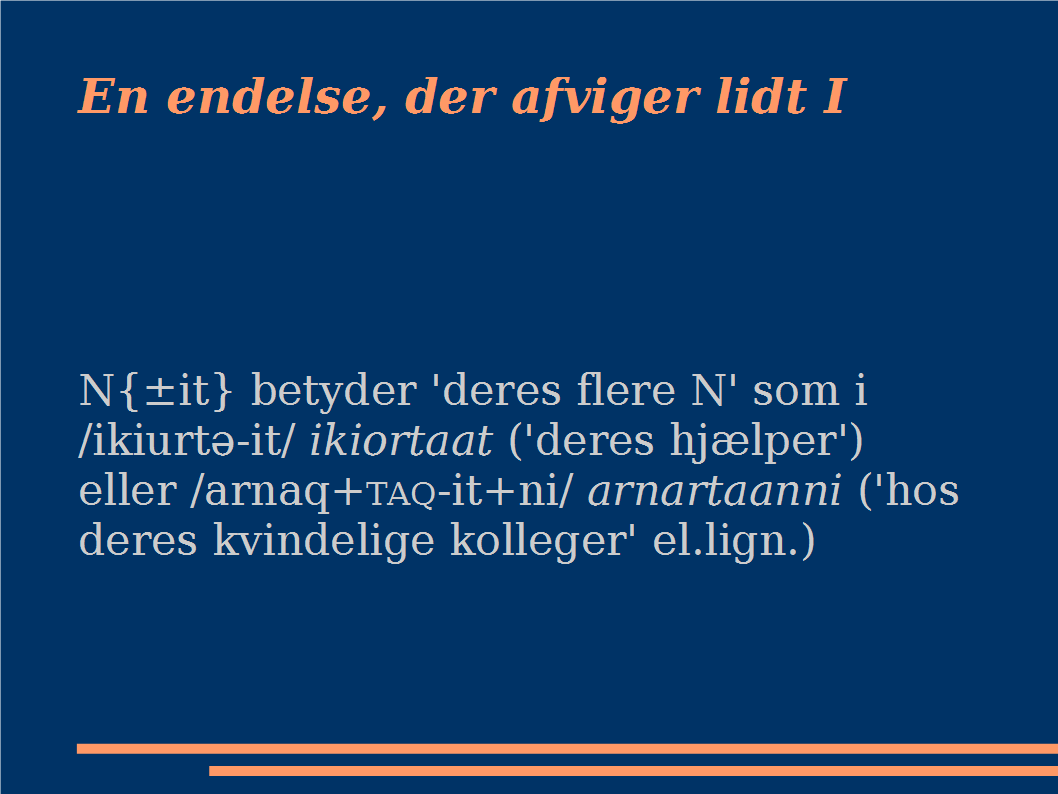 En endelse, der afviger lidt I
N{±it} betyder 'deres flere N' som i
/ikiurtə-it/ ikiortaat ('deres hjælper')
eller /arnaq+TAQ-it+ni/ arnartaanni ('hos
deres kvindelige kolleger' el.lign.)